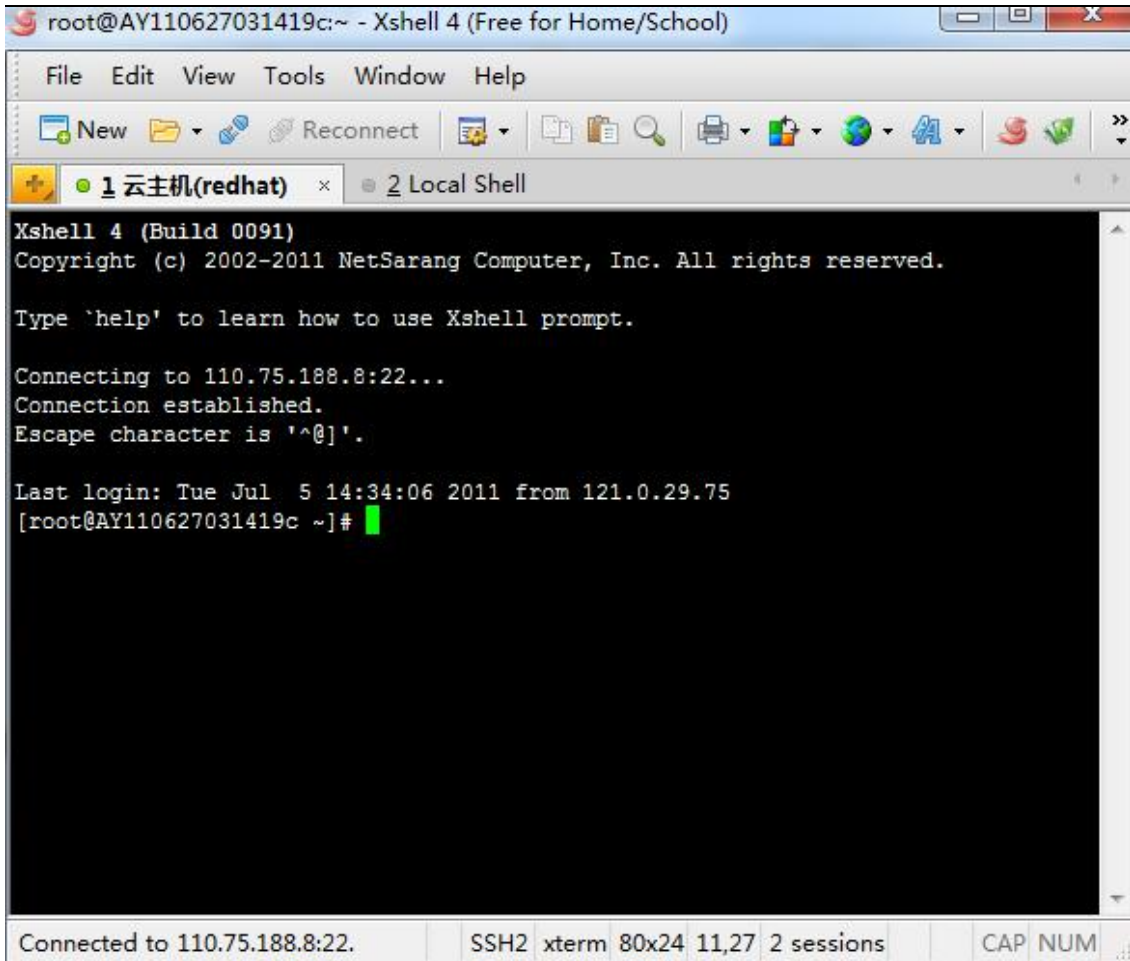 root@AY110627031419c:~ - Xshell 4 (Free for Home/School)
File Edit View Tools Window Help
New Reconnect
1 云主机(redhat) × 2 Local Shell
Xshell 4 (Build 0091)
Copyright (c) 2002-2011 NetSarang Computer, Inc. All rights reserved.
Type `help' to learn how to use Xshell prompt.
Connecting to 110.75.188.8:22...
Connection established.
Escape character is '^@]'.
Last login: Tue Jul  5 14:34:06 2011 from 121.0.29.75
[root@AY110627031419c ~]#
Connected to 110.75.188.8:22. SSH2 xterm 80x24 11,27 2 sessions CAP NUM